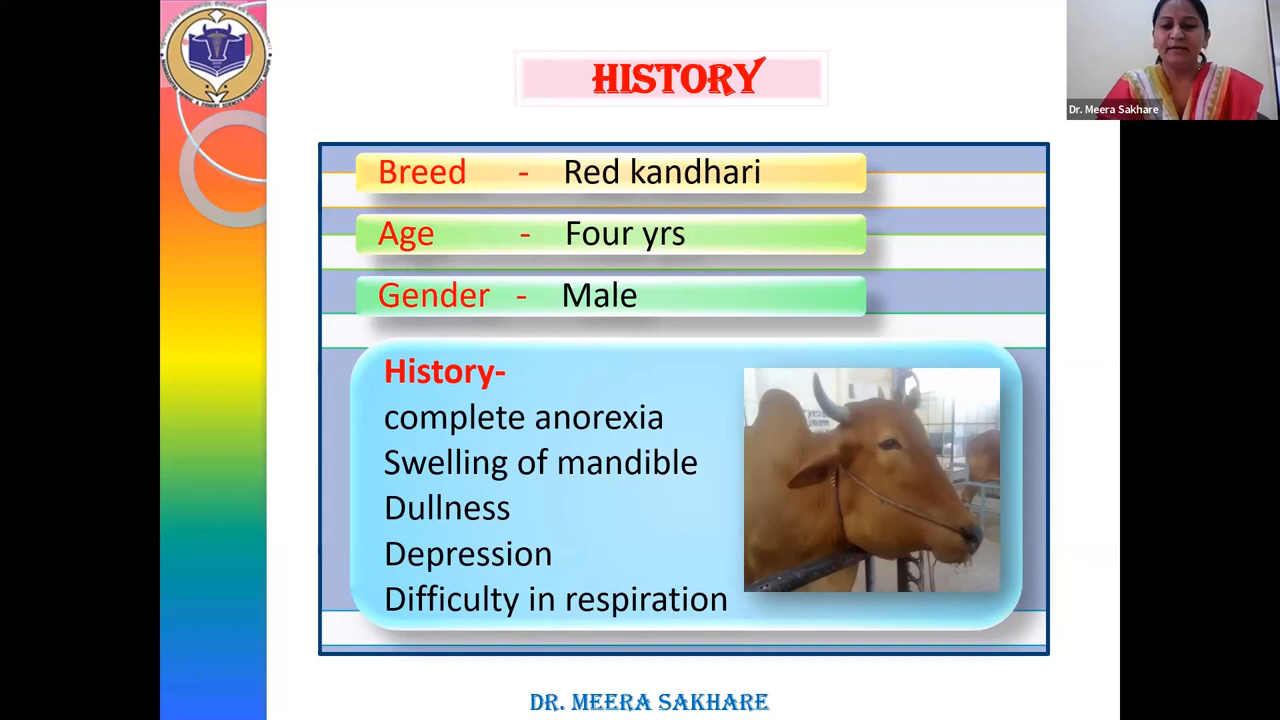 HISTORY
Dr. Meera Sakhare
Breed - Red kandhari
Age - Four yrs
Gender - Male
History-
complete anorexia
Swelling of mandible
Dullness
Depression
Difficulty in respiration
DR. MEERA SAKHARE